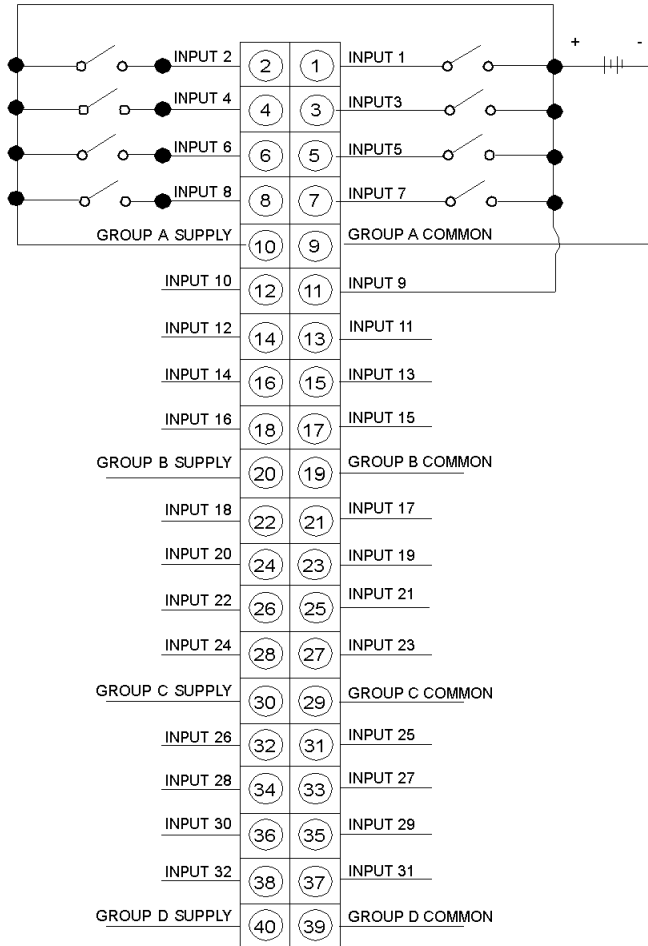 + -
INPUT 2 2 1 INPUT 1
INPUT 4 4 3 INPUT3
INPUT 6 6 5 INPUT5
INPUT 8 8 7 INPUT 7
GROUP A SUPPLY 10 9 GROUP A COMMON
INPUT 10 12 11 INPUT 9
INPUT 12 14 13 INPUT 11
INPUT 14 16 15 INPUT 13
INPUT 16 18 17 INPUT 15
GROUP B SUPPLY 20 19 GROUP B COMMON
INPUT 18 22 21 INPUT 17
INPUT 20 24 23 INPUT 19
INPUT 22 26 25 INPUT 21
INPUT 24 28 27 INPUT 23
GROUP C SUPPLY 30 29 GROUP C COMMON
INPUT 26 32 31 INPUT 25
INPUT 28 34 33 INPUT 27
INPUT 30 36 35 INPUT 29
INPUT 32 38 37 INPUT 31
GROUP D SUPPLY 40 39 GROUP D COMMON